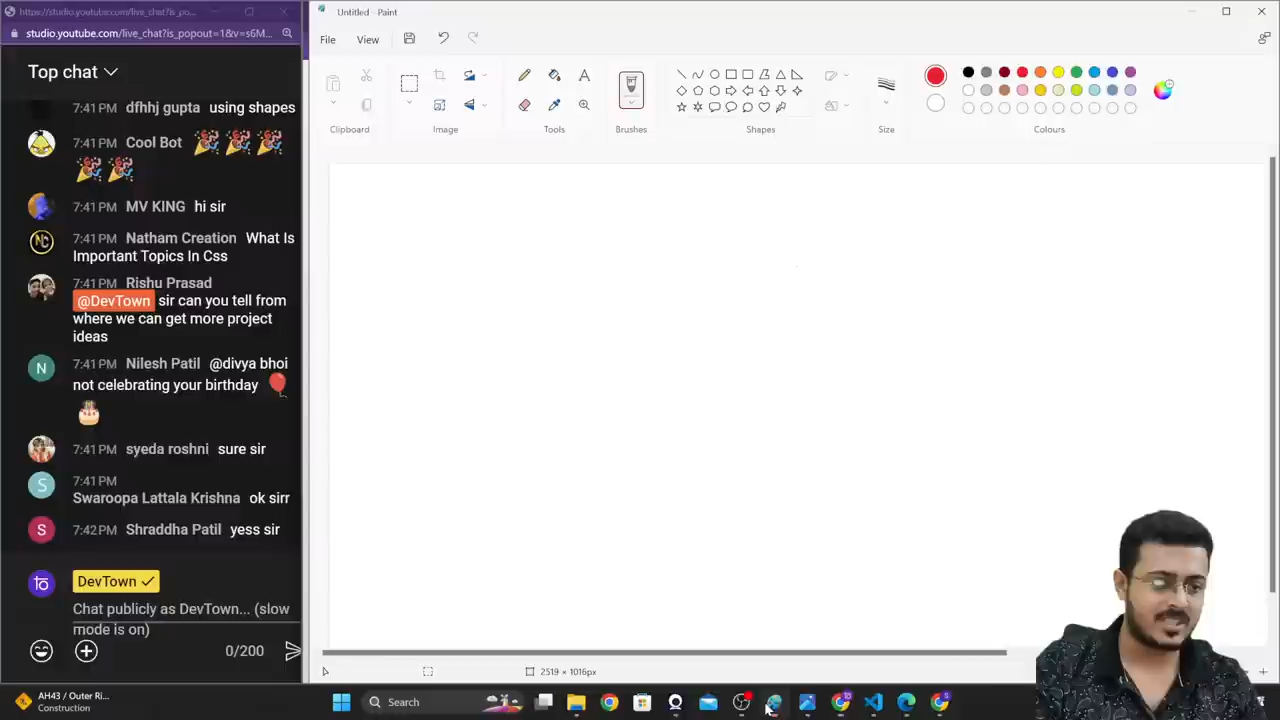 https://studio.youtube.com/live_chat?is_po...
studio.youtube.com/live_chat?is_popout=1&v=s6M...
Top chat
7:41 PM dfhhj gupta using shapes
7:41 PM Cool Bot
7:41 PM MV KING hi sir
7:41 PM Natham Creation What Is
Important Topics In Css
7:41 PM Rishu Prasad
@DevTown sir can you tell from
where we can get more project
ideas
7:41 PM Nilesh Patil @divya bhoi
not celebrating your birthday
7:41 PM syeda roshni sure sir
7:41 PM
Swaroopa Lattala Krishna ok sirr
7:42 PM Shraddha Patil yess sir
DevTown
Chat publicly as DevTown... (slow
mode is on)
0/200
Untitled - Paint
File View
Clipboard Image Tools Brushes Shapes Size Colours
2519 × 1016px
AH43 / Outer Ri...
Construction
Search